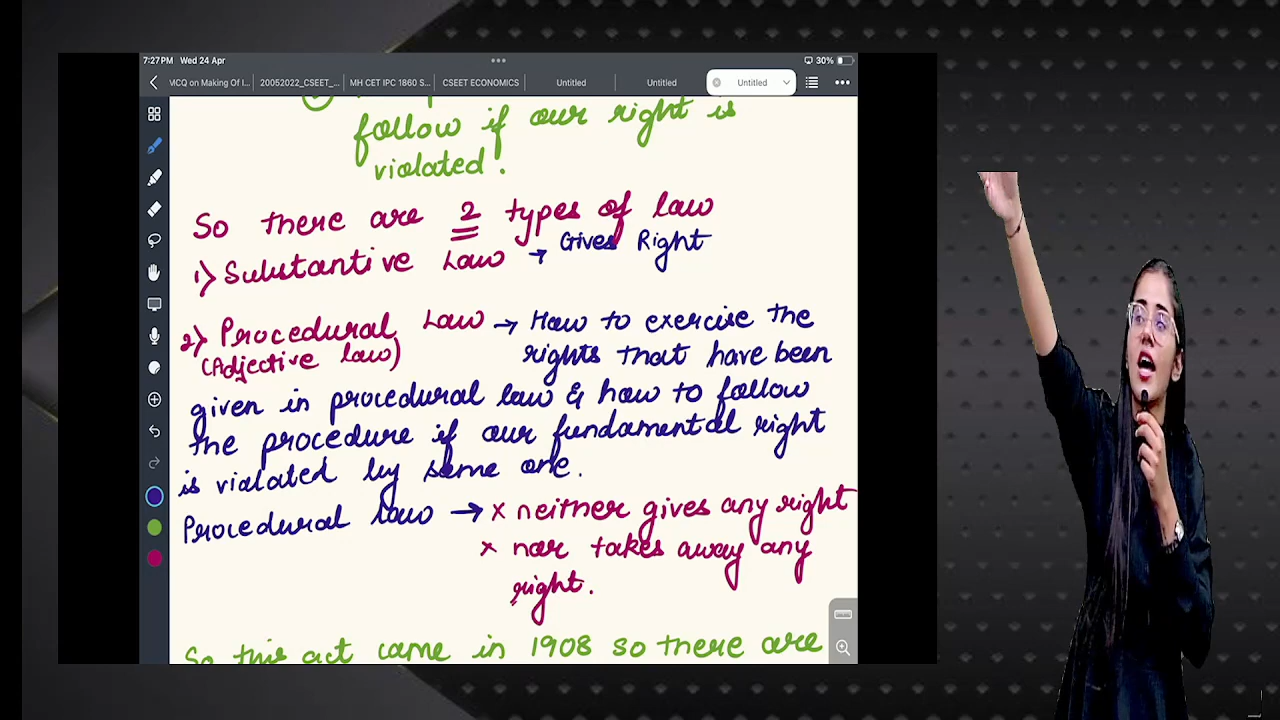 7:27 PM Wed 24 Apr
30%
MCQ on Making Of I...
20052022_CSEET_...
MH CET IPC 1860 S...
CSEET ECONOMICS
Untitled
Untitled
Untitled
follow if our right is
violated.
So there are 2 types of law
1) Substantive Law → Gives Right
2) Procedural Law → How to exercise the
(Adjective law) rights that have been
given in procedural law & how to follow
the procedure if our fundamental right
is violated by some one.
Procedural Law → x neither gives any right
x nor takes away any
right.
So this act came in 1908 so there are